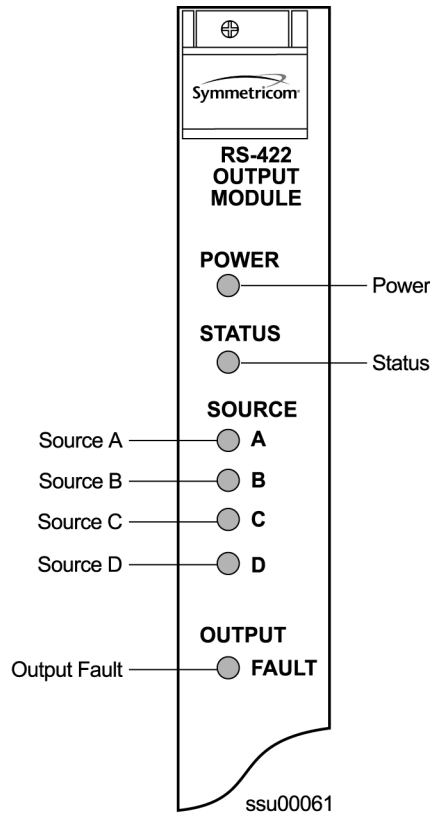 Symmetricom
RS-422
OUTPUT
MODULE
POWER
Power
STATUS
Status
SOURCE
Source A
A
Source B
B
Source C
C
Source D
D
OUTPUT
Output Fault
FAULT
ssu00061